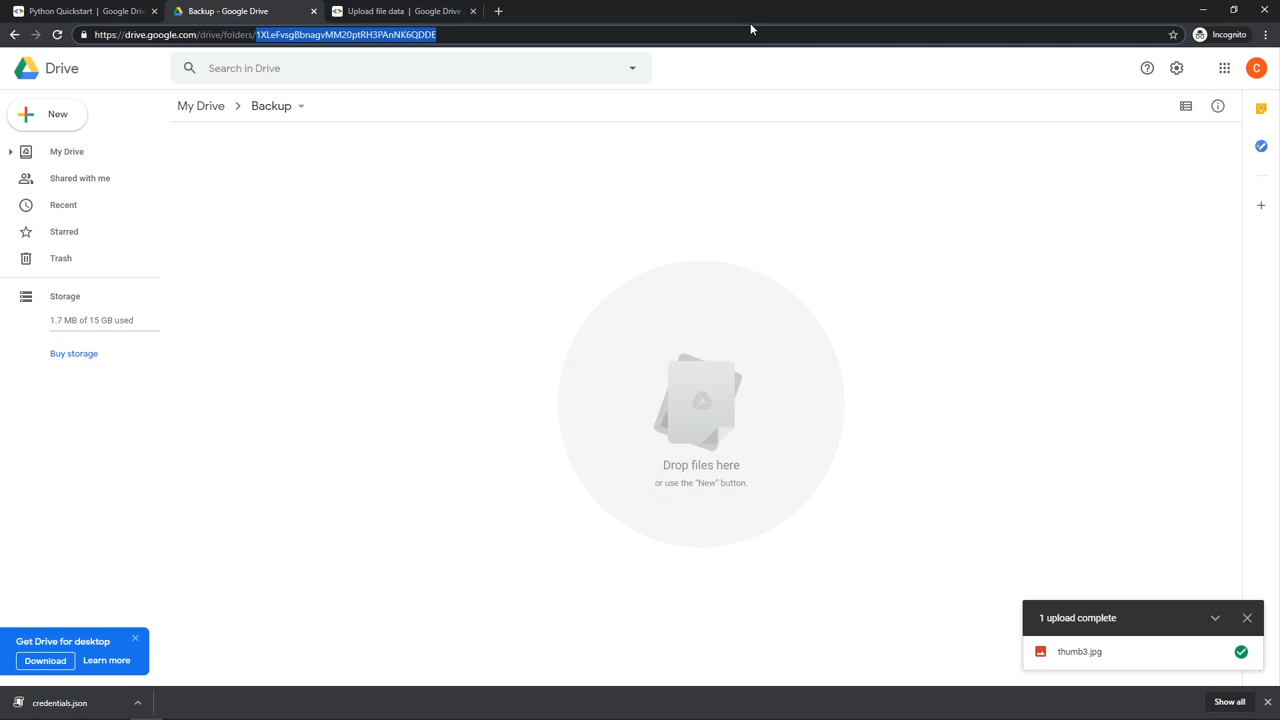 Python Quickstart | Google Driv
Backup - Google Drive
Upload file data | Google Drive
https://drive.google.com/drive/folders/1XLeFvsgBbnagvMM20ptRH3PAnNK6QDDE
Incognito
Drive
Search in Drive
C
New
My Drive
Backup
My Drive
Shared with me
Recent
Starred
Trash
Storage
1.7 MB of 15 GB used
Buy storage
Drop files here
or use the "New" button.
1 upload complete
thumb3.jpg
Get Drive for desktop
Download
Learn more
credentials.json
Show all